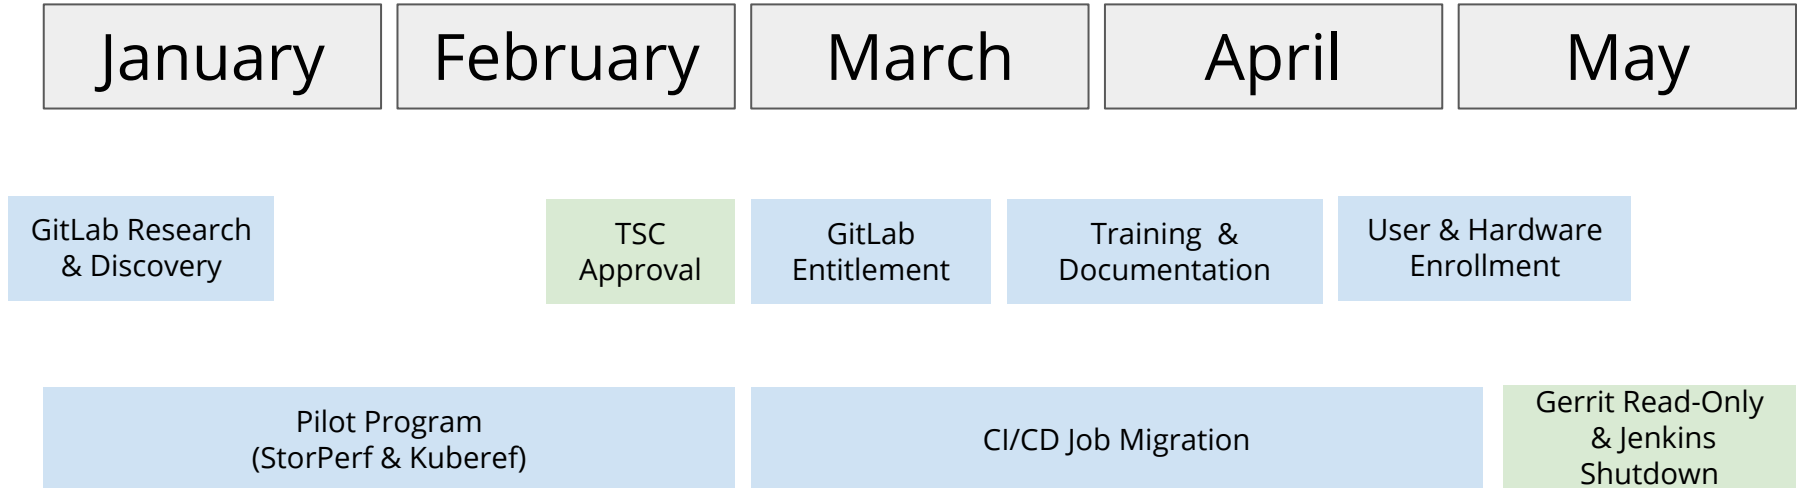 January
February
March
April
May
GitLab Research
& Discovery
TSC
Approval
GitLab
Entitlement
Training & 
Documentation
User & Hardware
Enrollment
Pilot Program
(StorPerf & Kuberef)
CI/CD Job Migration
Gerrit Read-Only
& Jenkins
Shutdown